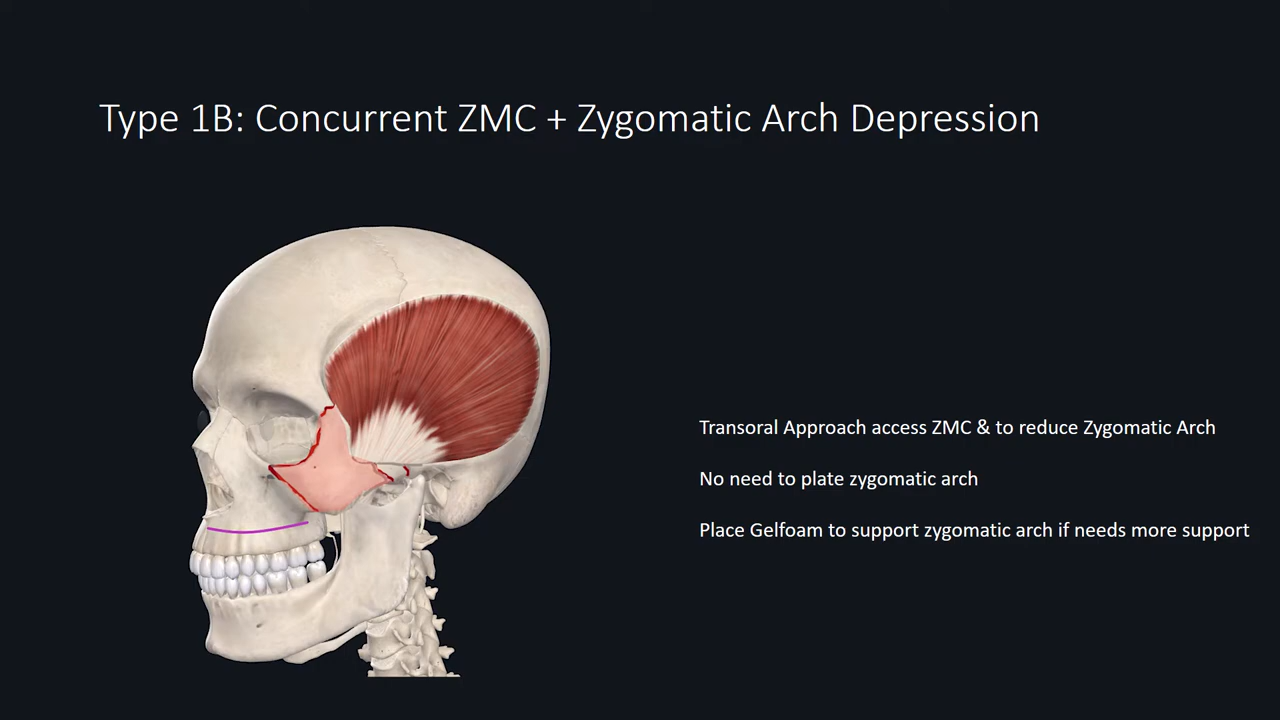 Type 1B: Concurrent ZMC + Zygomatic Arch Depression
Transoral Approach access ZMC & to reduce Zygomatic Arch
No need to plate zygomatic arch
Place Gelfoam to support zygomatic arch if needs more support